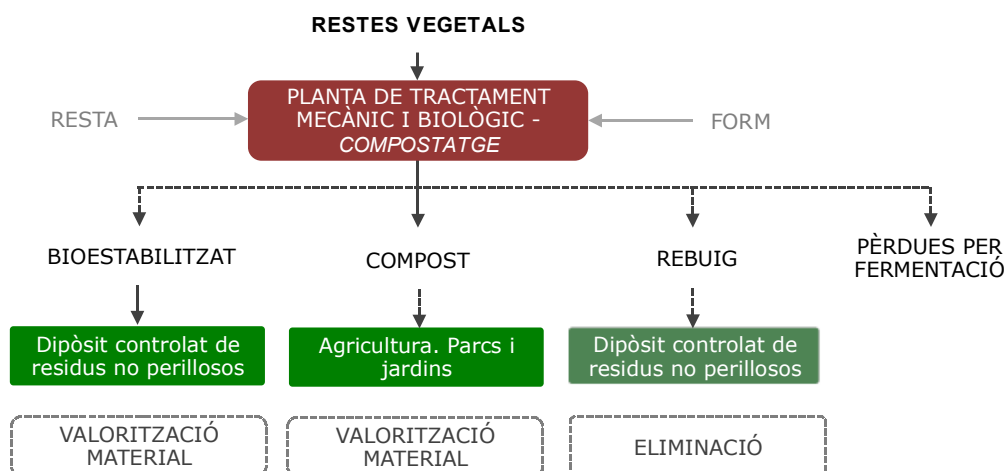 RESTES VEGETALS
PLANTA DE TRACTAMENT
MECÀNIC I BIOLÒGIC -
COMPOSTATGE
RESTA
FORM
BIOESTABILITZAT
COMPOST
REBUIG
PÈRDUES PER
FERMENTACIÓ
Dipòsit controlat de
residus no perillosos
Agricultura. Parcs i
jardins
Dipòsit controlat de
residus no perillosos
VALORITZACIÓ
MATERIAL
VALORITZACIÓ
MATERIAL
ELIMINACIÓ